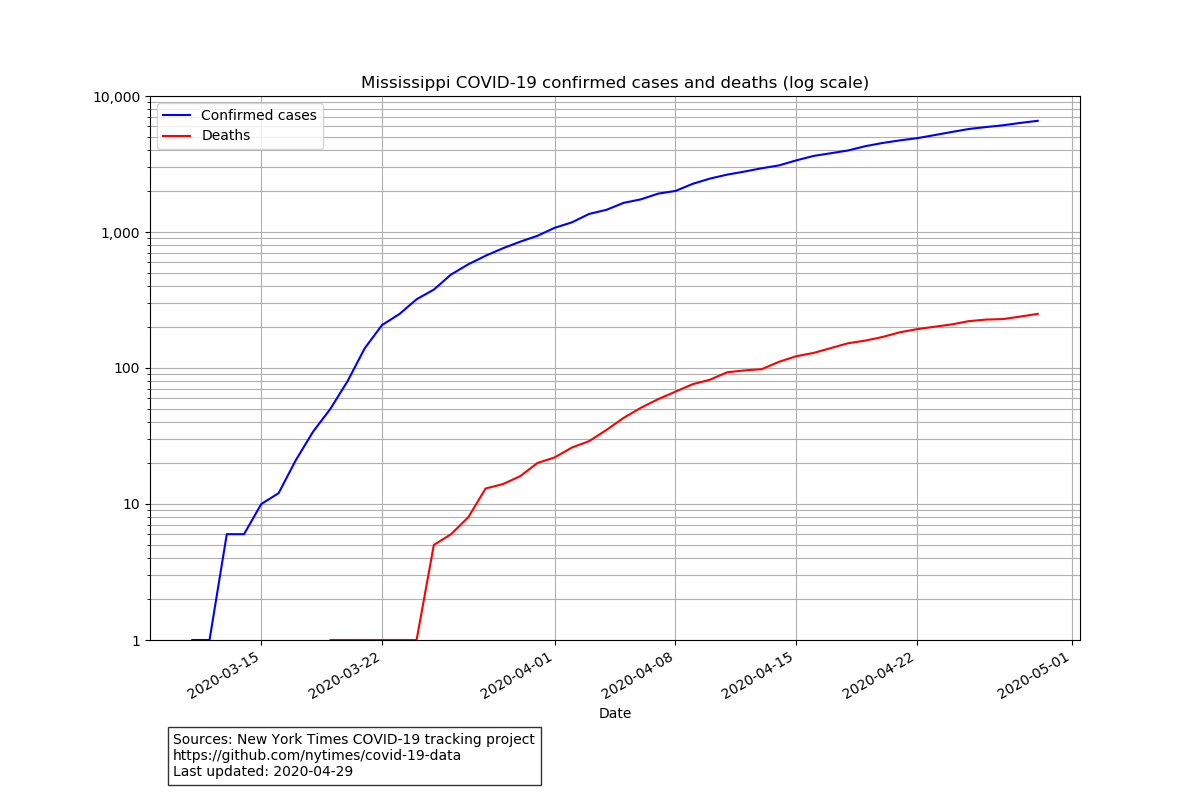 Mississippi COVID-19 confirmed cases and deaths (log scale)
10,000
1,000
100
10
1
Confirmed cases
Deaths
2020-03-15
2020-03-22
2020-04-01
2020-04-08
2020-04-15
2020-04-22
2020-05-01
Date
Sources: New York Times COVID-19 tracking project
https://github.com/nytimes/covid-19-data
Last updated: 2020-04-29